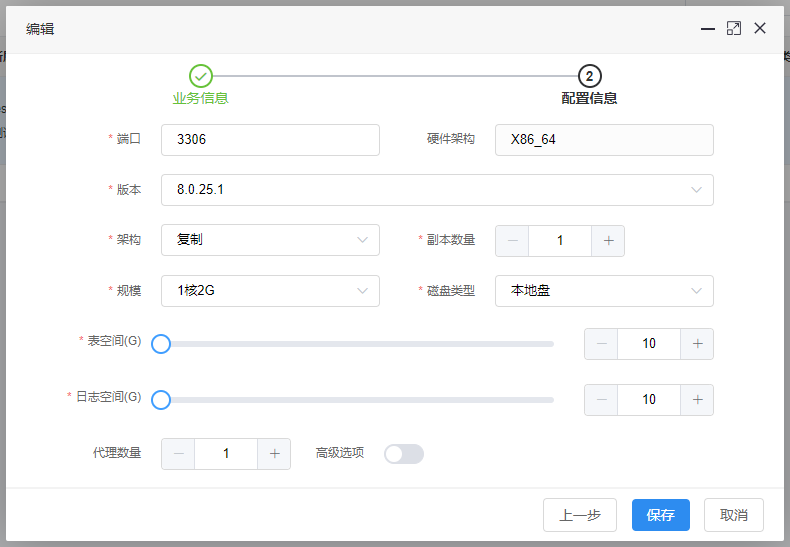 编辑
2
业务信息 配置信息
* 端口 3306 硬件架构 X86_64
* 版本 8.0.25.1
* 架构 复制 * 副本数量 1
* 规模 1核2G * 磁盘类型 本地盘
* 表空间(G) 10
* 日志空间(G) 10
代理数量 1 高级选项
上一步 保存 取消